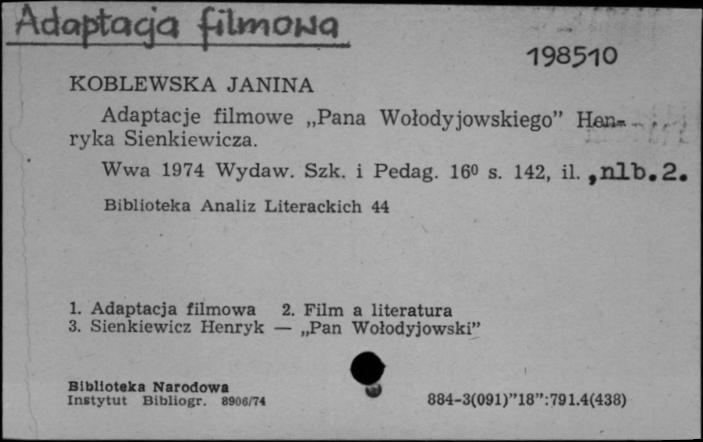 Adaptacja filmowa
198510
KOBLEWSKA JANINA
Adaptacje filmowe „Pana Wołodyjowskiego” Hen-
ryka Sienkiewicza.
Wwa 1974 Wydaw. Szk. i Pedag. 16⁰ s. 142, il. ,nlb.2.
Biblioteka Analiz Literackich 44
1. Adaptacja filmowa 2. Film a literatura
3. Sienkiewicz Henryk — „Pan Wołodyjowski”
Biblioteka Narodowa
Instytut Bibliogr. 8906/74
884-3(091)”18”:791.4(438)